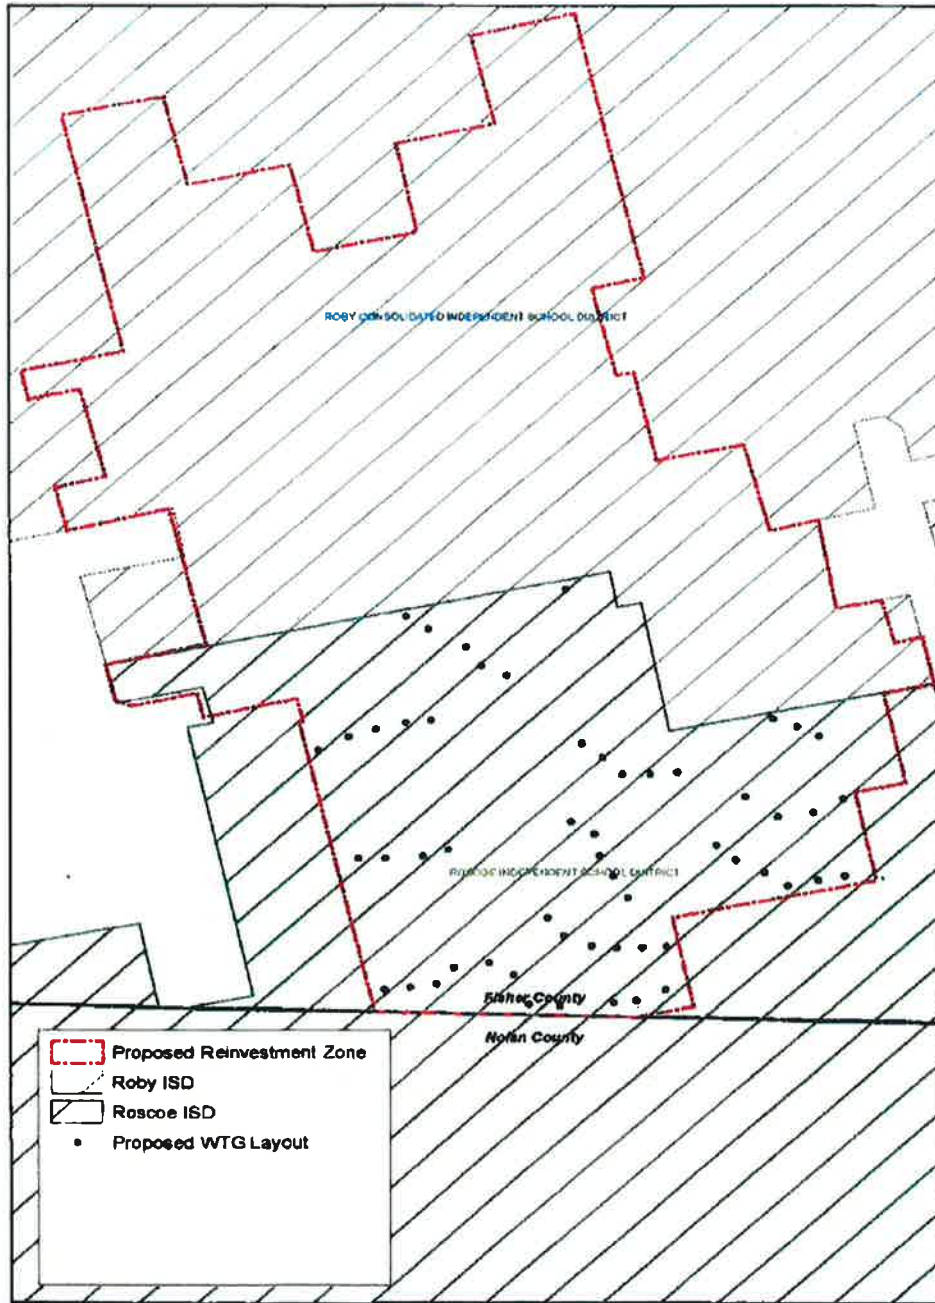 ROBY CONSOLIDATED INDEPENDENT SCHOOL DISTRICT
ROSCOE INDEPENDENT SCHOOL DISTRICT
Fisher County
Nolan County
Proposed Reinvestment Zone
Roby ISD
Roscoe ISD
Proposed WTG Layout